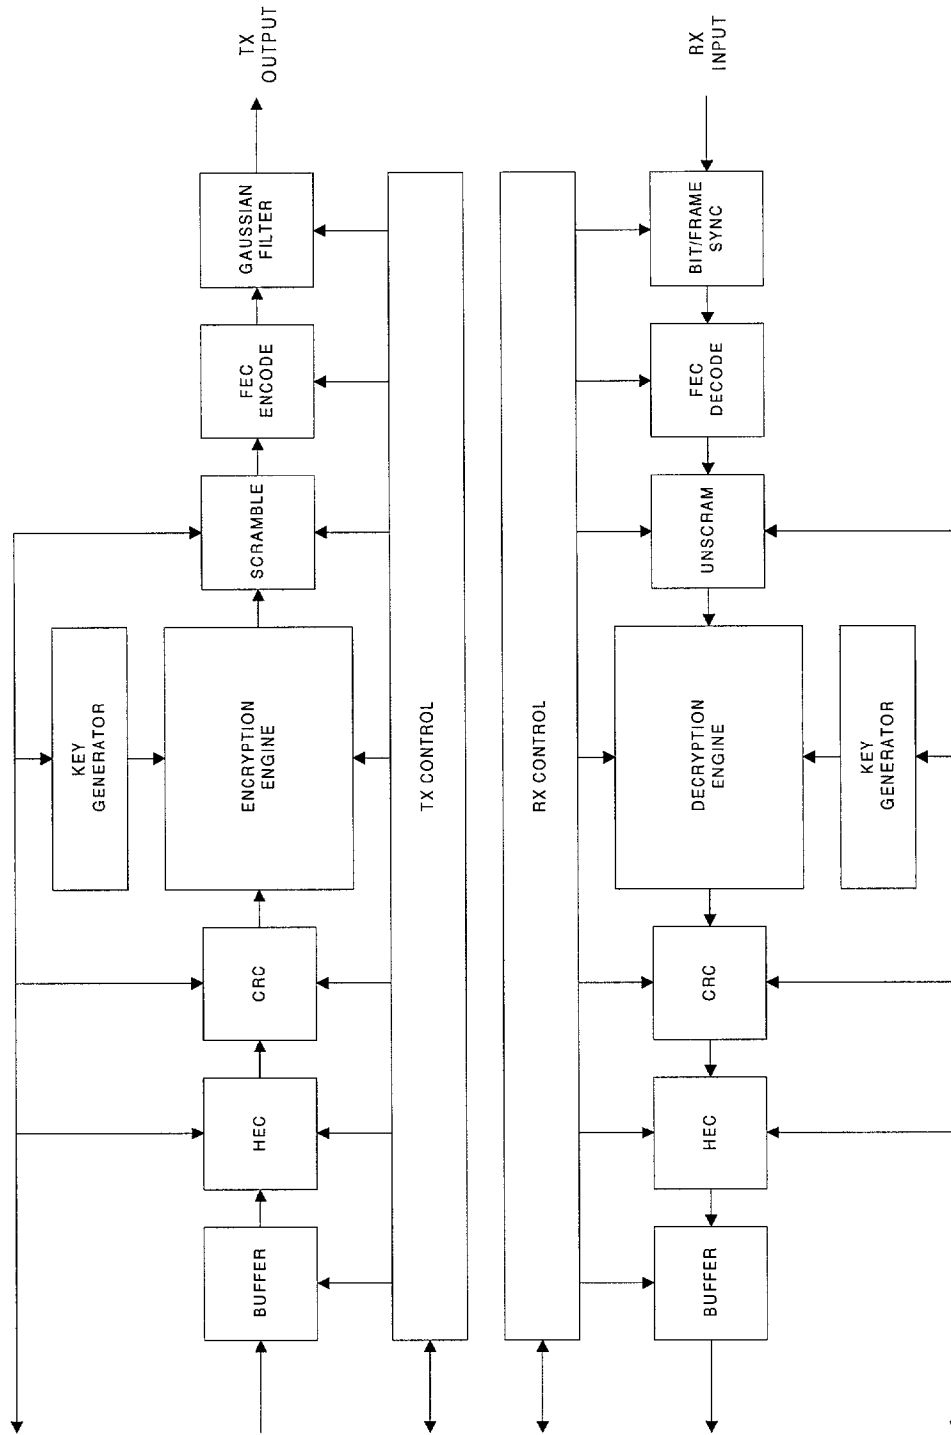 BUFFER
HEC
CRC
KEY
GENERATOR
ENCRYPTION
ENGINE
SCRAMBLE
FEC
ENCODE
GAUSSIAN
FILTER
TX
OUTPUT
TX CONTROL
RX CONTROL
BUFFER
HEC
CRC
DECRYPTION
ENGINE
KEY
GENERATOR
UNSCRAM
FEC
DECODE
BIT/FRAME
SYNC
RX
INPUT